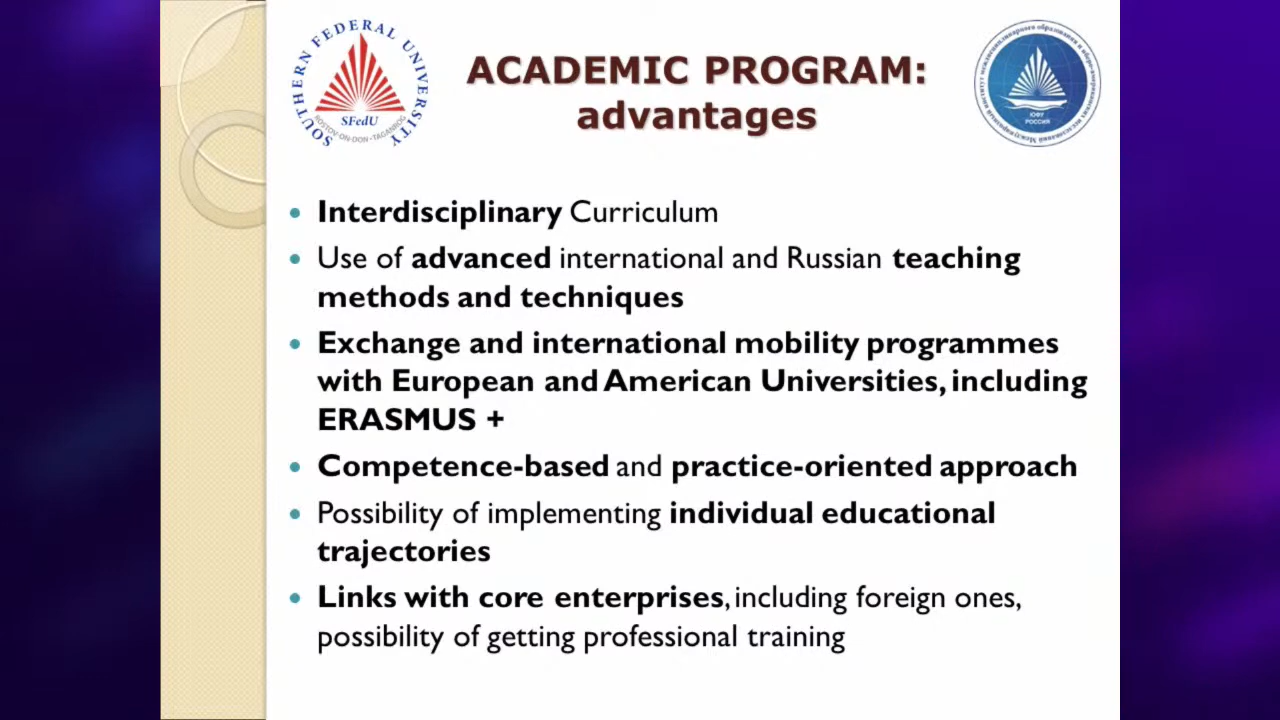 SOUTHERN FEDERAL UNIVERSITY
SFedU
ROSTOV-ON-DON • TAGANROG
ACADEMIC PROGRAM:
advantages
ЮФУ
РОССИЯ
• Interdisciplinary Curriculum
• Use of advanced international and Russian teaching
methods and techniques
• Exchange and international mobility programmes
with European and American Universities, including
ERASMUS +
• Competence-based and practice-oriented approach
• Possibility of implementing individual educational
trajectories
• Links with core enterprises, including foreign ones,
possibility of getting professional training